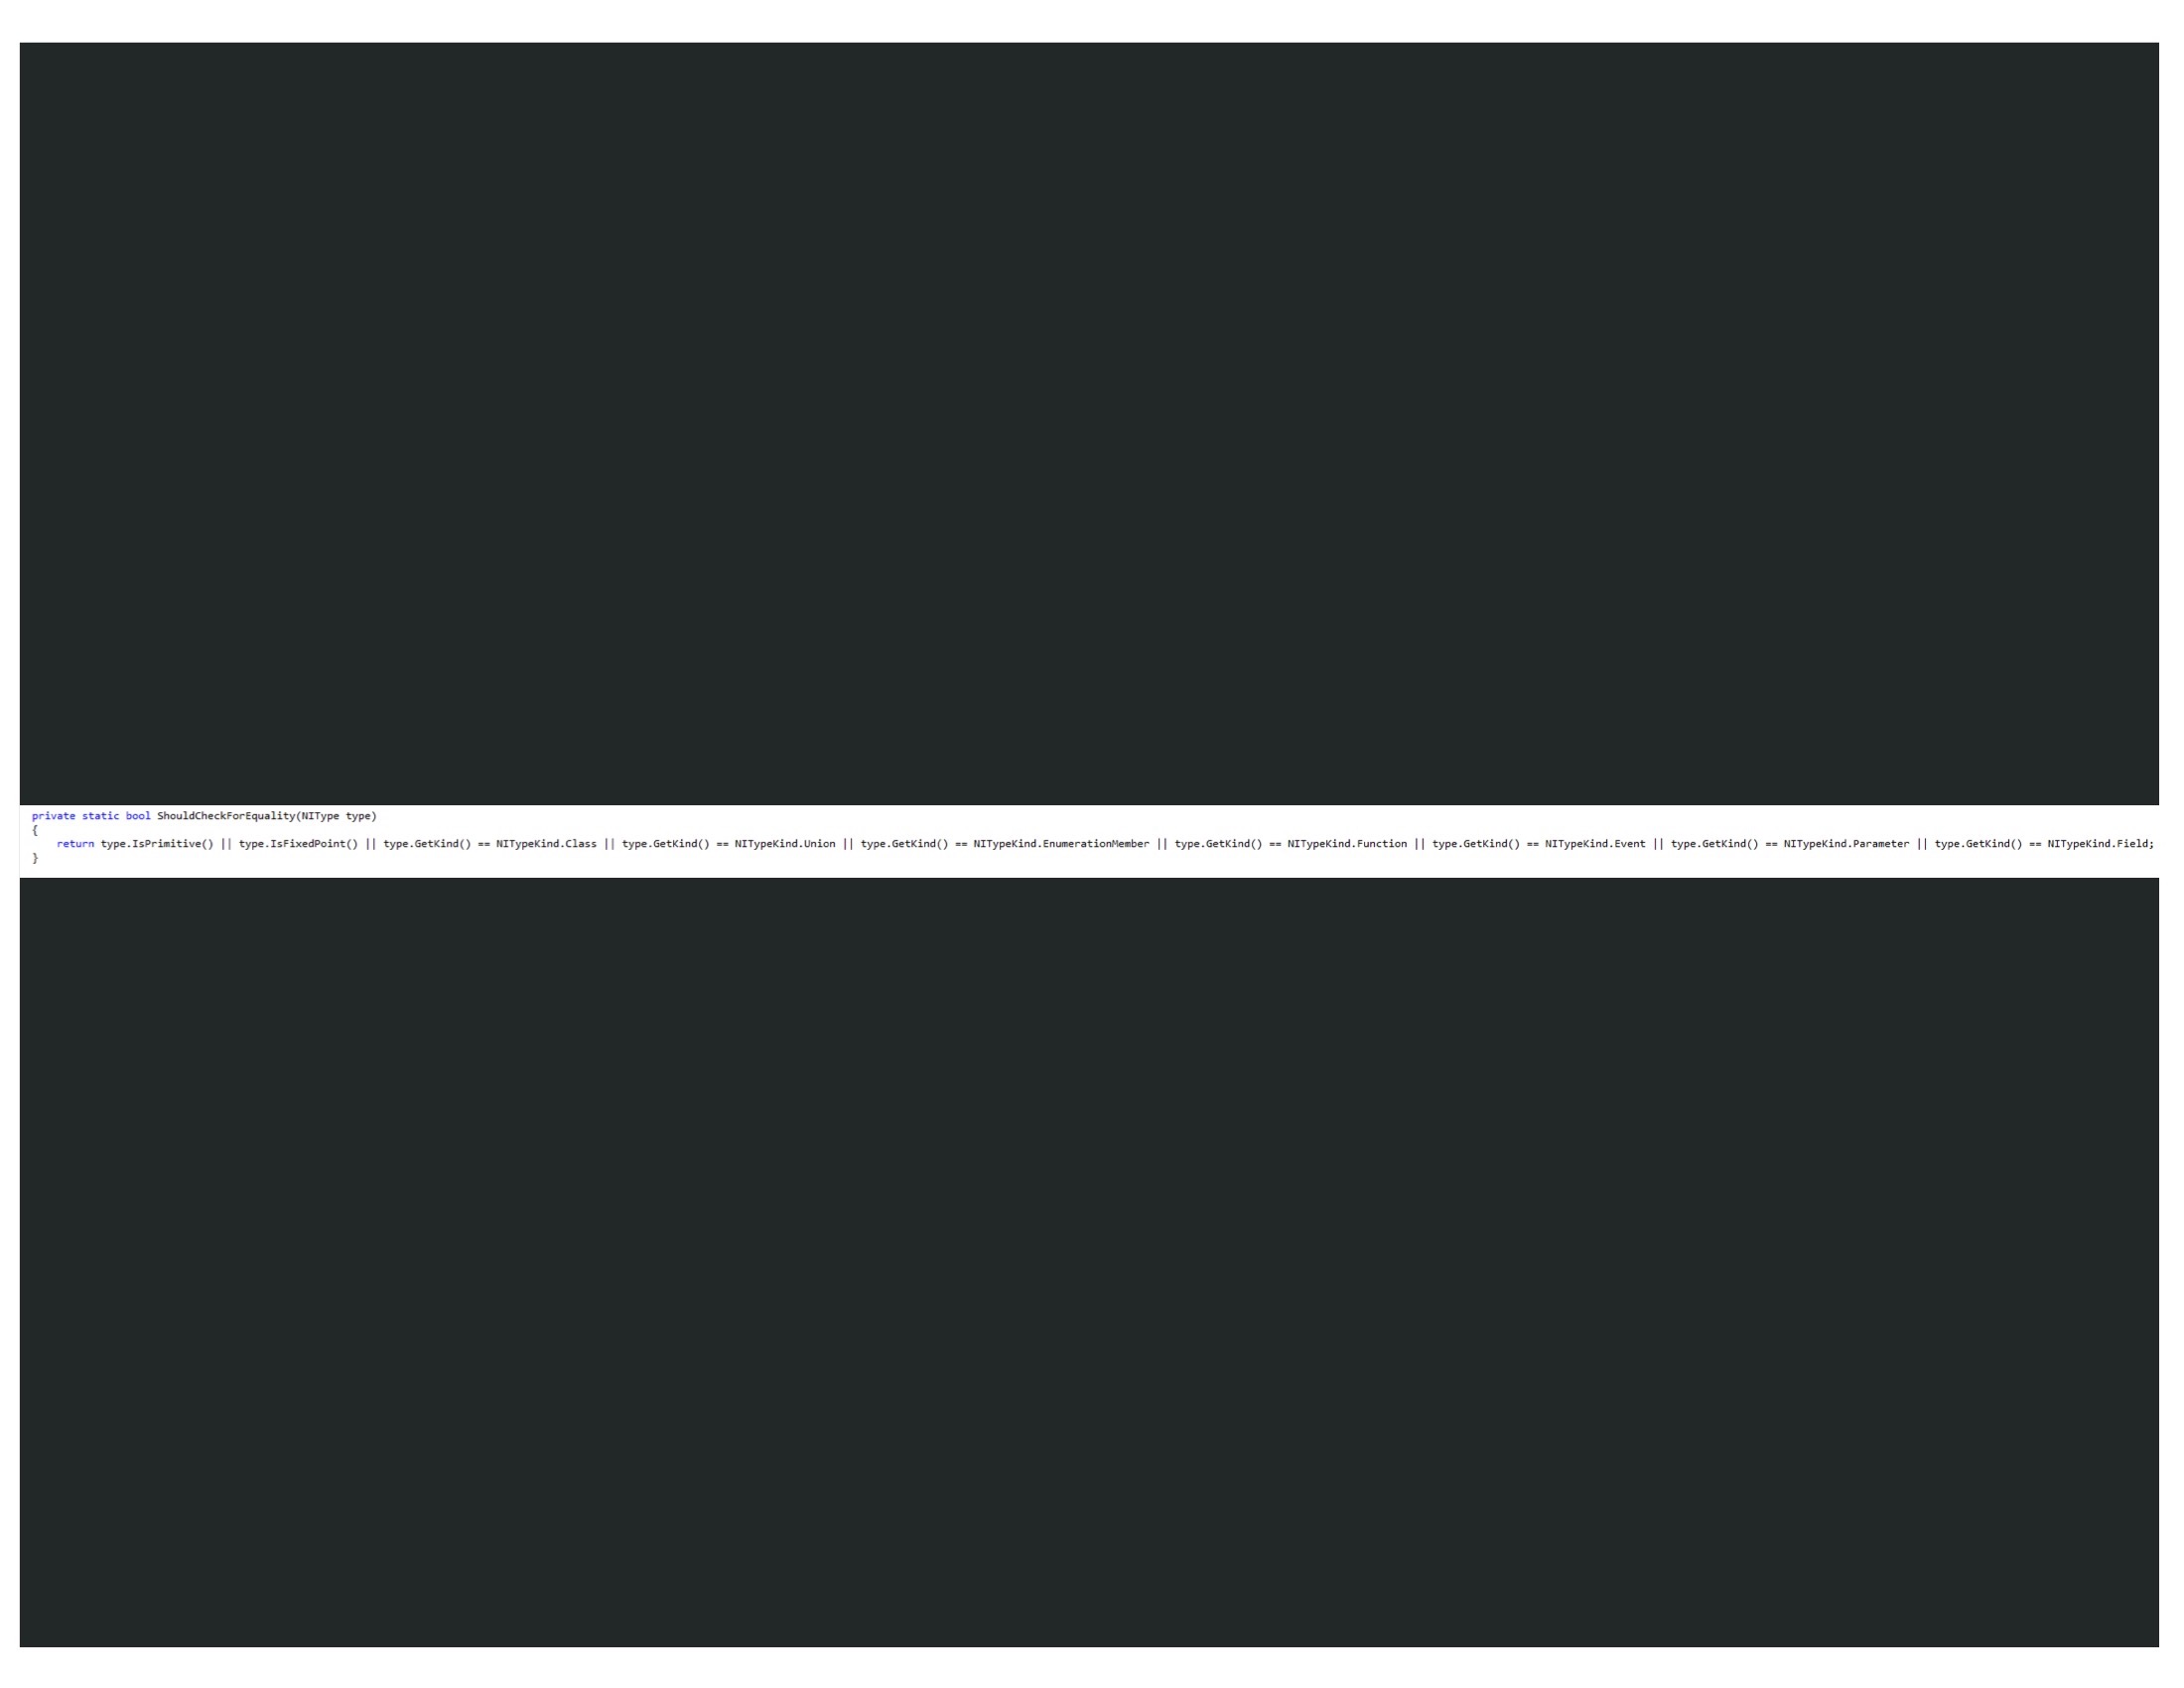 private static bool ShouldCheckForEquality(NIType type)
{
return type.IsPrimitive() || type.IsFixedPoint() || type.GetKind() == NITypeKind.Class || type.GetKind() == NITypeKind.Union || type.GetKind() == NITypeKind.EnumerationMember || type.GetKind() == NITypeKind.Function || type.GetKind() == NITypeKind.Event || type.GetKind() == NITypeKind.Parameter || type.GetKind() == NITypeKind.Field;
}